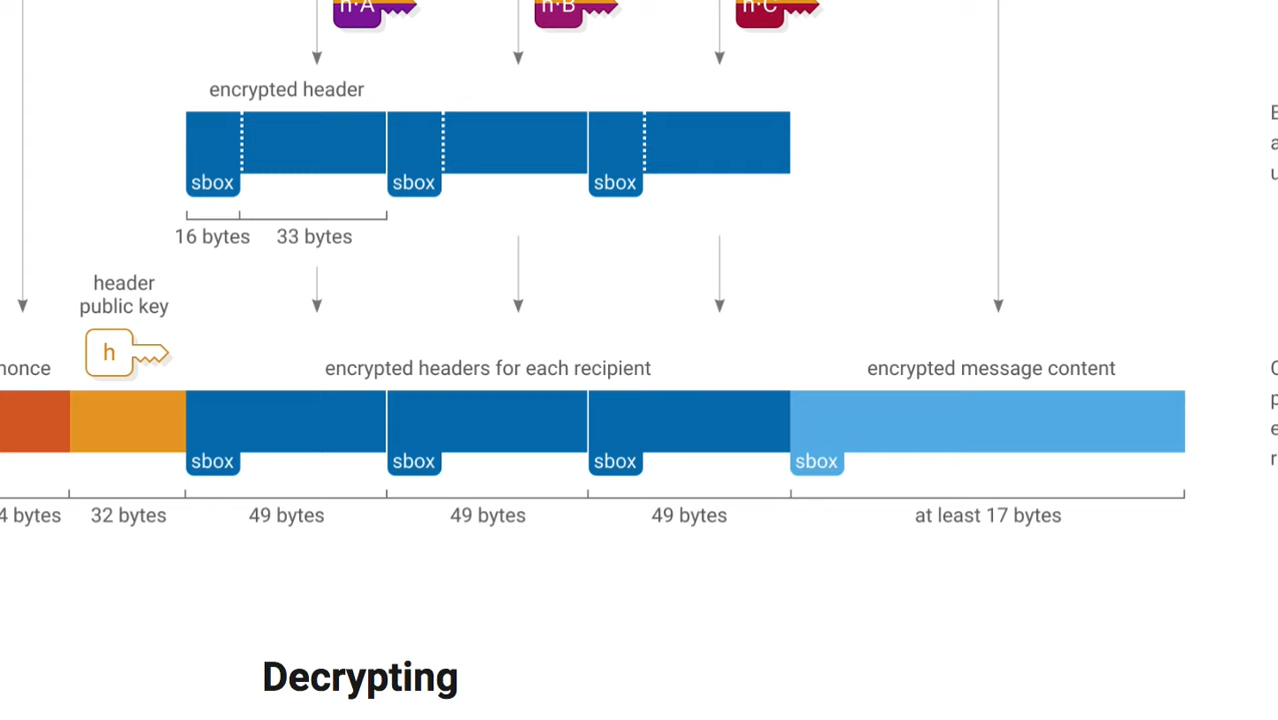 h·A
h·B
h·C
encrypted header
sbox
sbox
sbox
16 bytes
33 bytes
header
public key
h
nonce
encrypted headers for each recipient
encrypted message content
sbox
sbox
sbox
sbox
4 bytes
32 bytes
49 bytes
49 bytes
49 bytes
at least 17 bytes
Decrypting